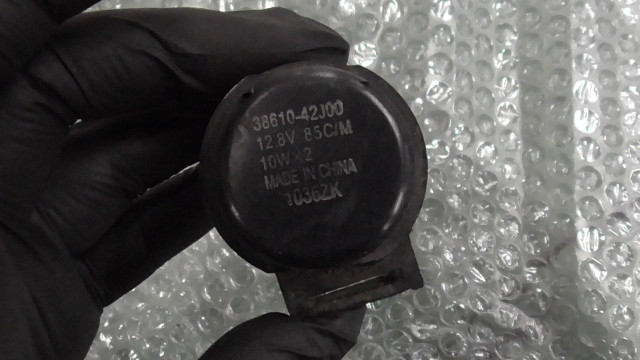 38610-42J00
12.8V 85C/M
10W×2
MADE IN CHINA
1036ZK